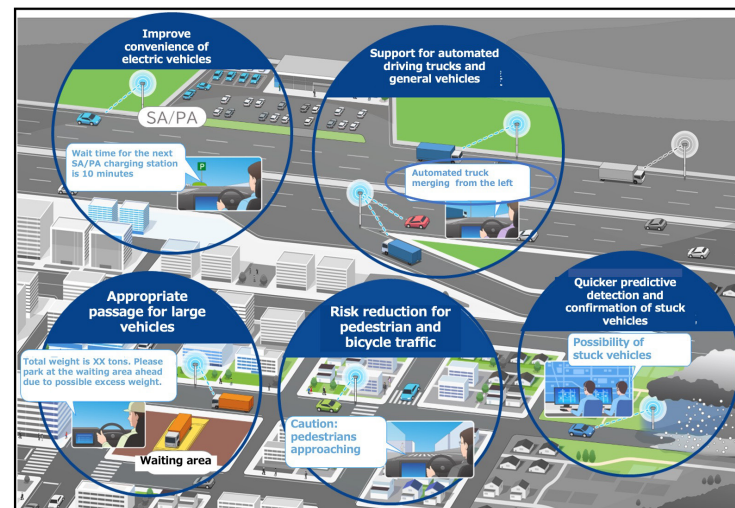 Improve
convenience of
electric vehicles
SA/PA
Wait time for the next
SA/PA charging station
is 10 minutes
P
Support for automated
driving trucks and
general vehicles
Automated truck
merging from the left
Appropriate
passage for large
vehicles
Total weight is XX tons. Please
park at the waiting area ahead
due to possible excess weight.
Waiting area
Risk reduction for
pedestrian and
bicycle traffic
Caution:
pedestrians
approaching
Quicker predictive
detection and
confirmation of stuck
vehicles
Possibility of
stuck vehicles